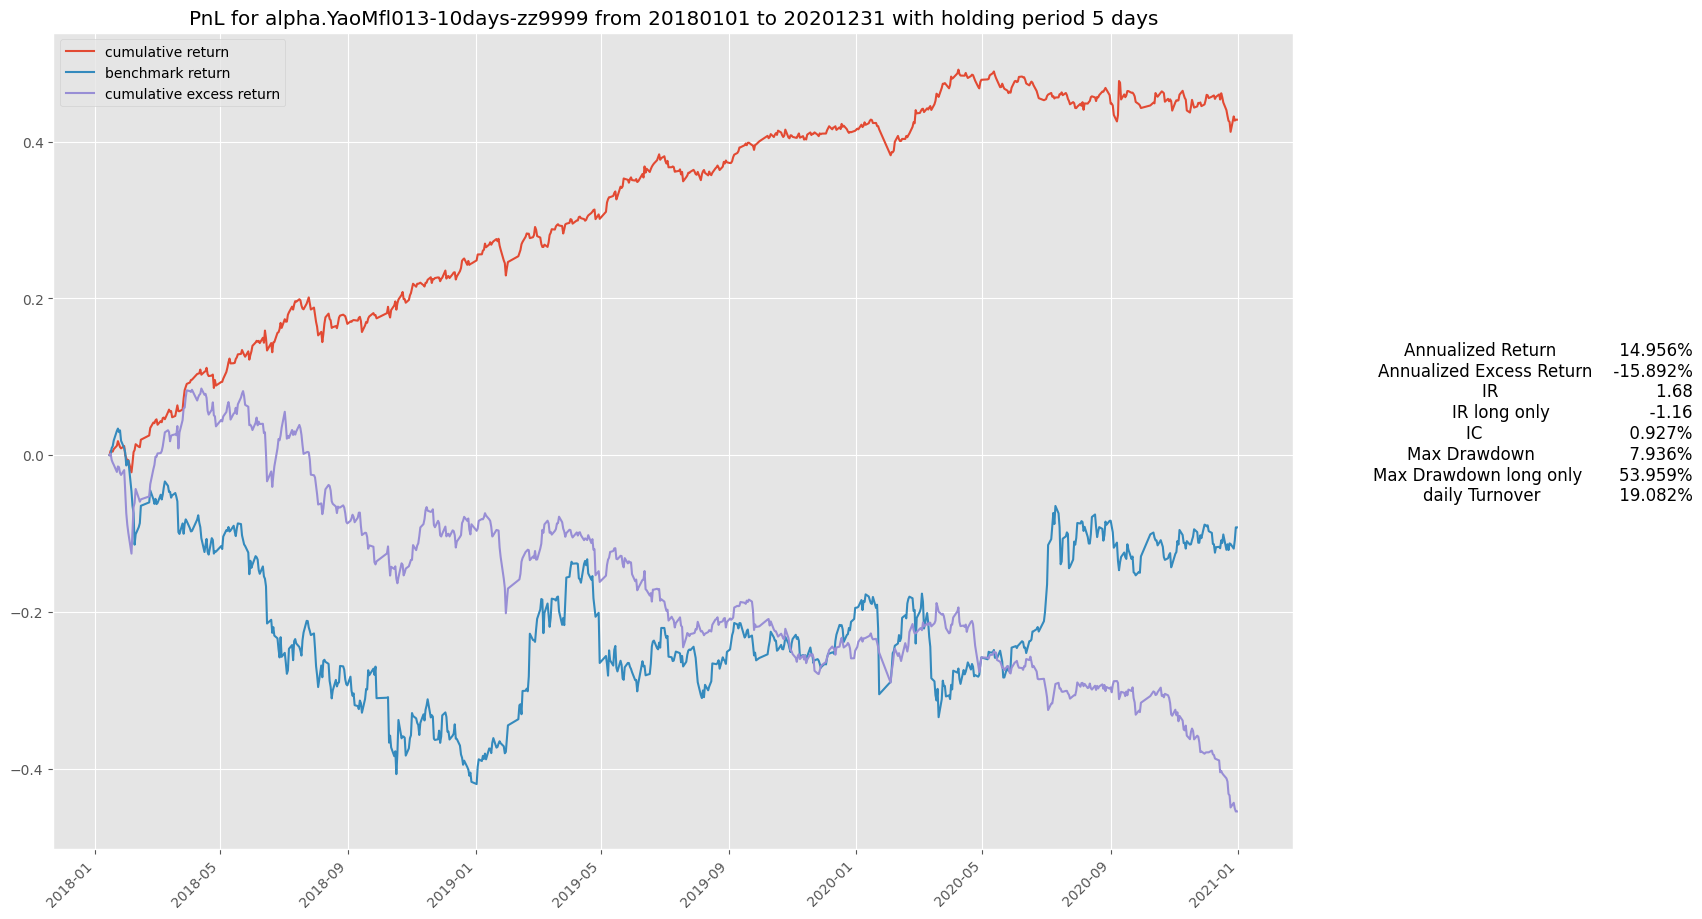 PnL for alpha.YaoMfl013-10days-zz9999 from 20180101 to 20201231 with holding period 5 days
cumulative return
benchmark return
cumulative excess return
0.4
0.2
0.0
−0.2
−0.4
2018-01
2018-05
2018-09
2019-01
2019-05
2019-09
2020-01
2020-05
2020-09
2021-01
Annualized Return 14.956%
Annualized Excess Return -15.892%
IR 1.68
IR long only -1.16
IC 0.927%
Max Drawdown 7.936%
Max Drawdown long only 53.959%
daily Turnover 19.082%